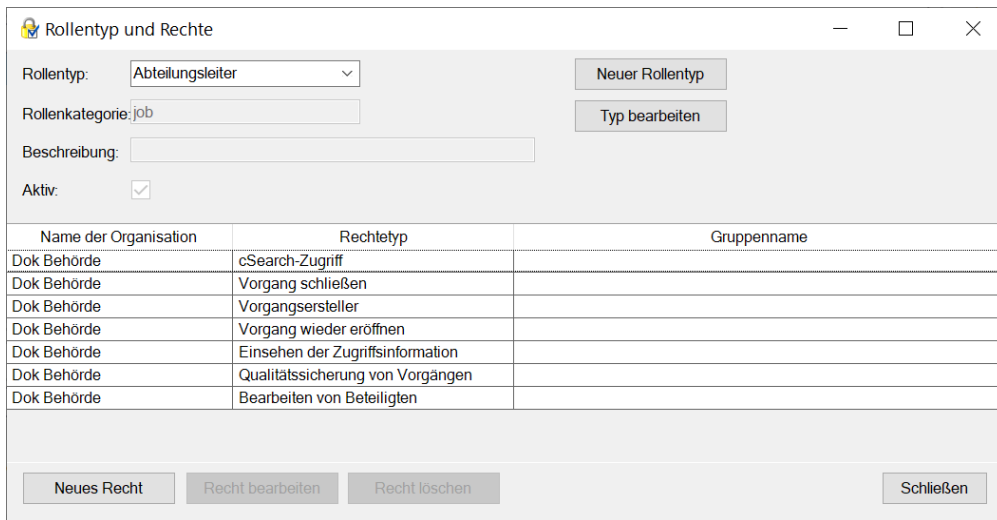 Rollentyp und Rechte
Rollentyp: Abteilungsleiter Neuer Rollentyp
Rollenkategorie: job Typ bearbeiten
Beschreibung:
Aktiv:
Name der Organisation Rechtetyp Gruppenname
Dok Behörde cSearch-Zugriff
Dok Behörde Vorgang schließen
Dok Behörde Vorgangsersteller
Dok Behörde Vorgang wieder eröffnen
Dok Behörde Einsehen der Zugriffsinformation
Dok Behörde Qualitätssicherung von Vorgängen
Dok Behörde Bearbeiten von Beteiligten
Neues Recht Recht bearbeiten Recht löschen Schließen